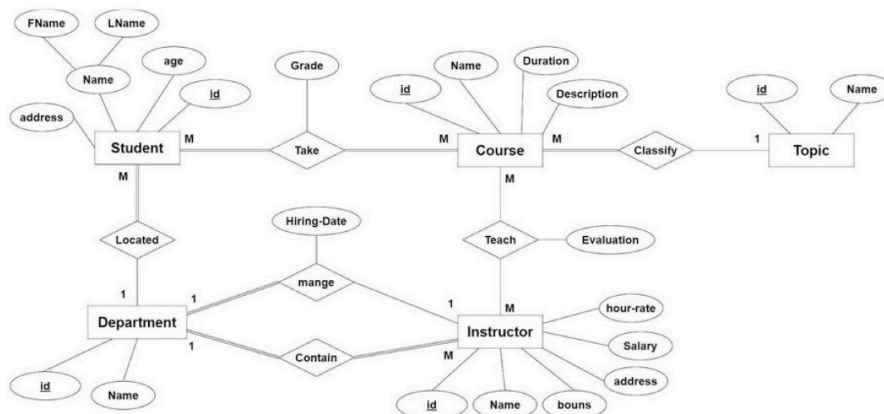 FName
LName
Name
age
id
address
Student
M
M
Grade
Take
M
id
Name
Duration
Description
Course
M
M
Classify
1
id
Name
Topic
Located
1
Department
1
1
id
Name
Hiring-Date
mange
1
Contain
M
Teach
Evaluation
M
Instructor
hour-rate
Salary
address
bouns
Name
id